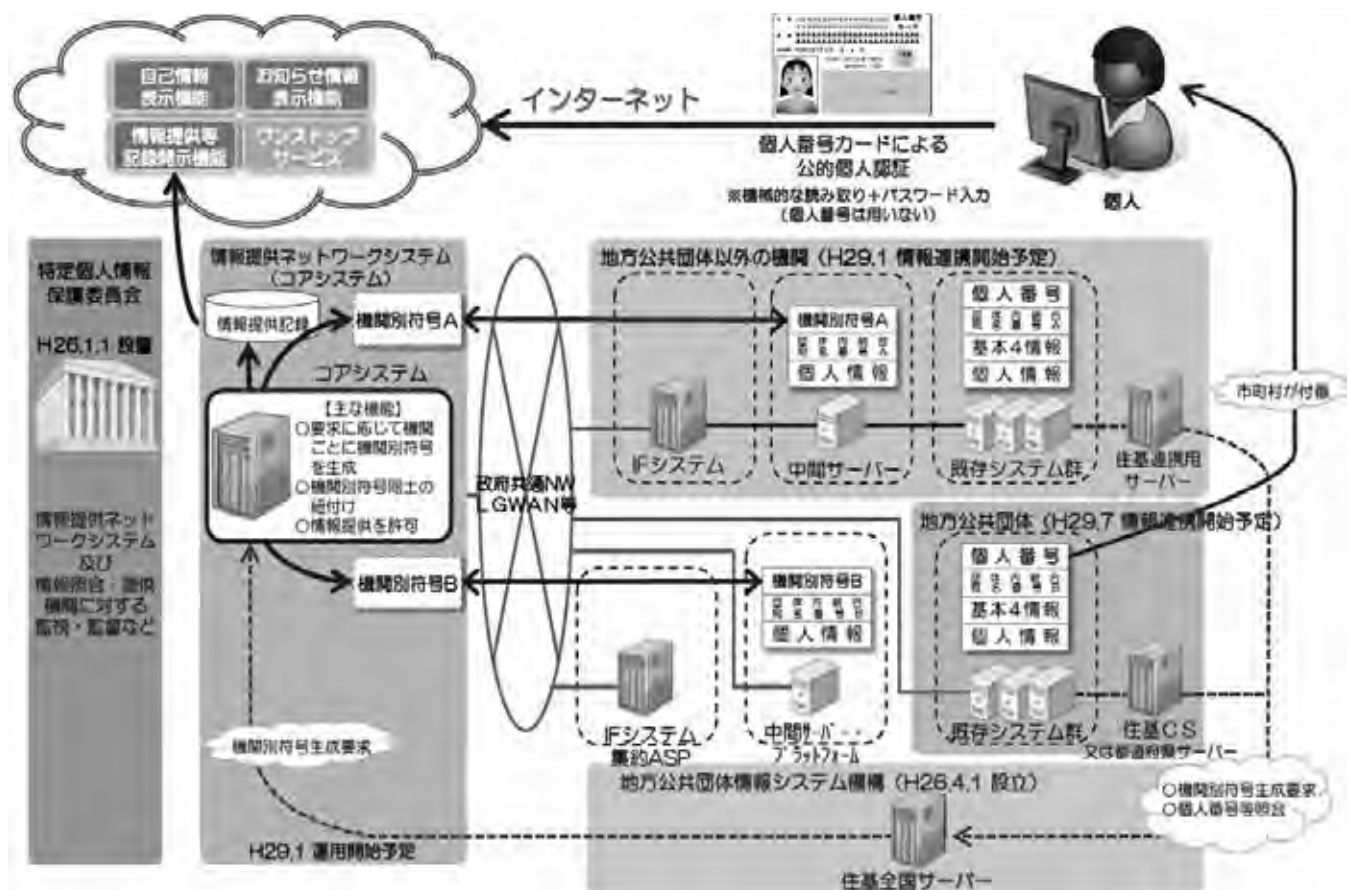 自己情報
表示機能
お知らせ情報
表示機能
情報提供等
記録開示機能
ワンストップ
サービス
インターネット
個人番号カードによる
公的個人認証
※機械的な読み取り+パスワード入力
(個人番号は用いない)
個人
特定個人情報
保護委員会
H26.1.1 設置
情報提供ネット
ワークシステム
及び
情報照会・提供
機関に対する
監視・監督など
情報提供ネットワークシステム
(コアシステム)
情報提供記録
機関別符号A
コアシステム
【主な機能】
○要求に応じて機関
ごとに機関別符号
を生成
○機関別符号同士の
紐付け
○情報提供を許可
機関別符号B
機関別符号生成要求
H29.1 運用開始予定
政府共通NW
LGWAN等
地方公共団体以外の機関(H29.1 情報連携開始予定)
IFシステム
機関別符号A
個人情報
中間サーバー
個人番号
基本4情報
個人情報
既存システム群
住基連携用
サーバー
市町村が付番
地方公共団体(H29.7 情報連携開始予定)
IFシステム
集約ASP
機関別符号B
個人情報
中間サーバー・
プラットフォーム
個人番号
基本4情報
個人情報
既存システム群
住基CS
又は都道府県サーバー
地方公共団体情報システム機構(H26.4.1 設立)
住基全国サーバー
○機関別符号生成要求
○個人番号等照会